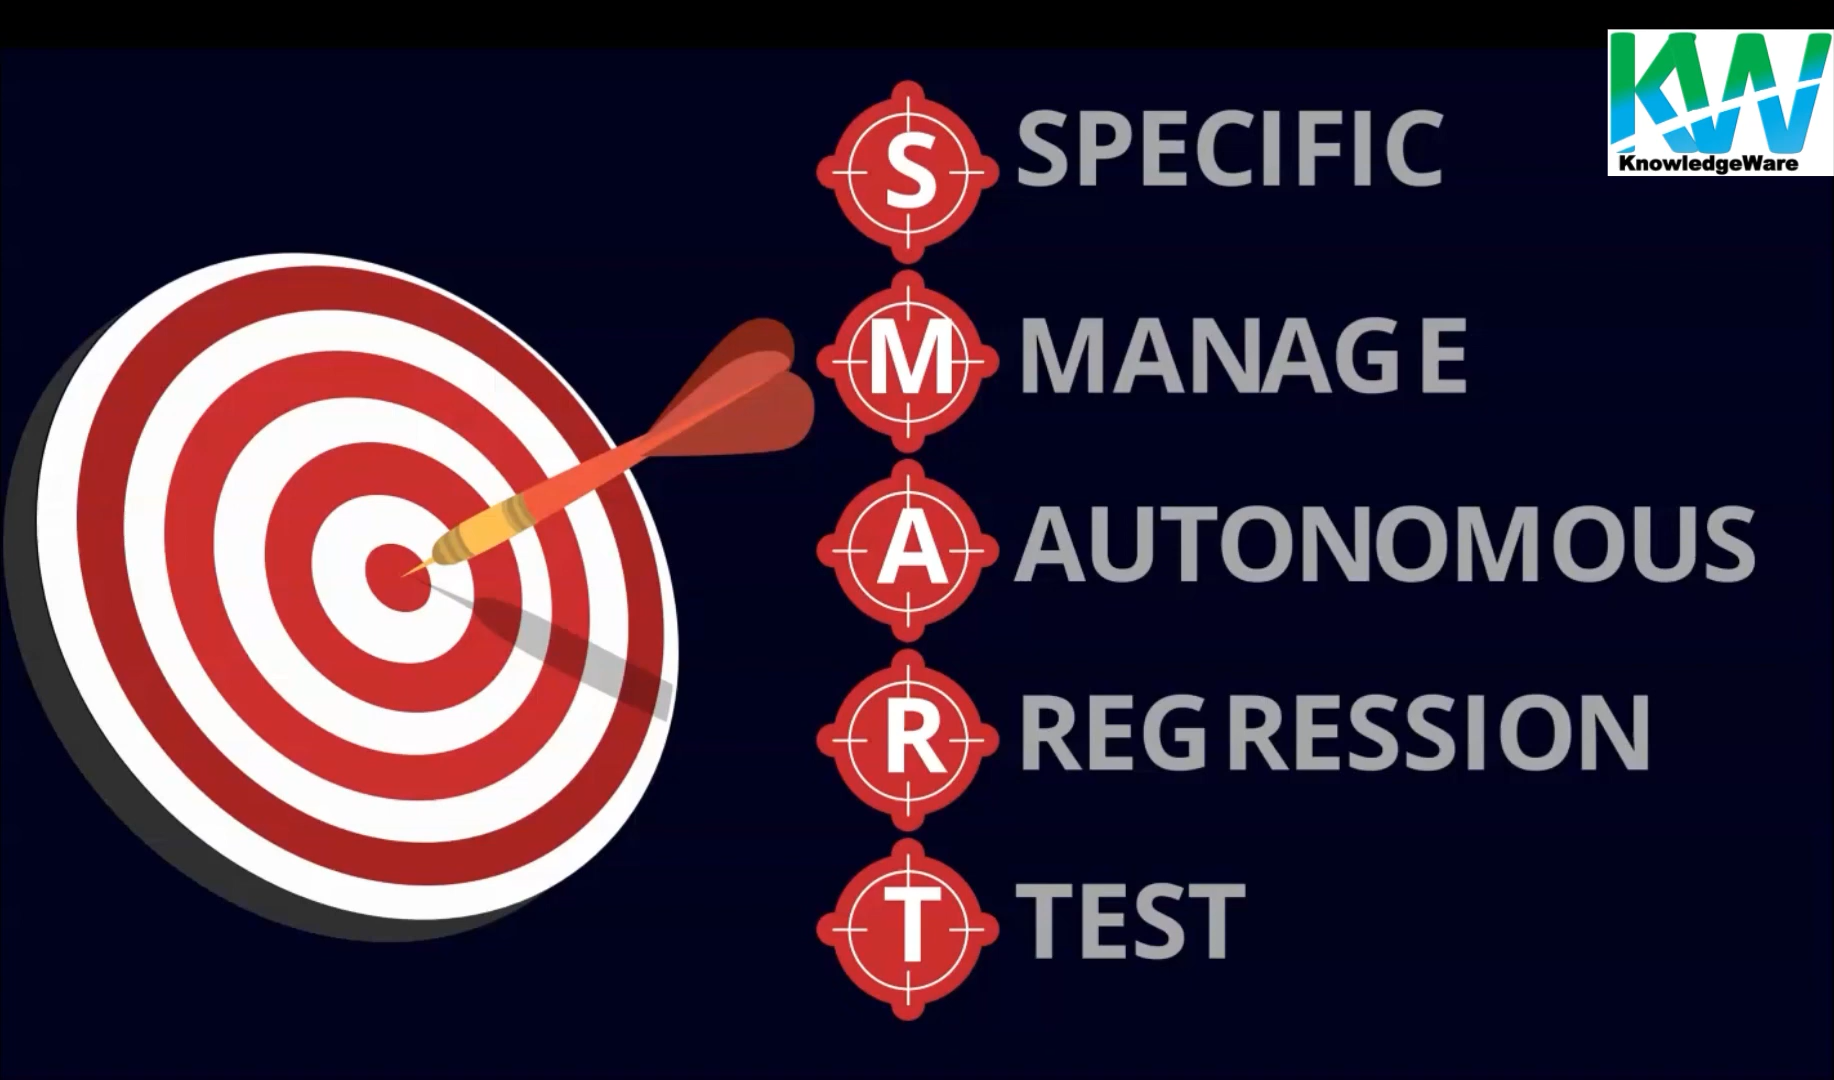 KW
KnowledgeWare
S SPECIFIC
M MANAGE
A AUTONOMOUS
R REGRESSION
T TEST